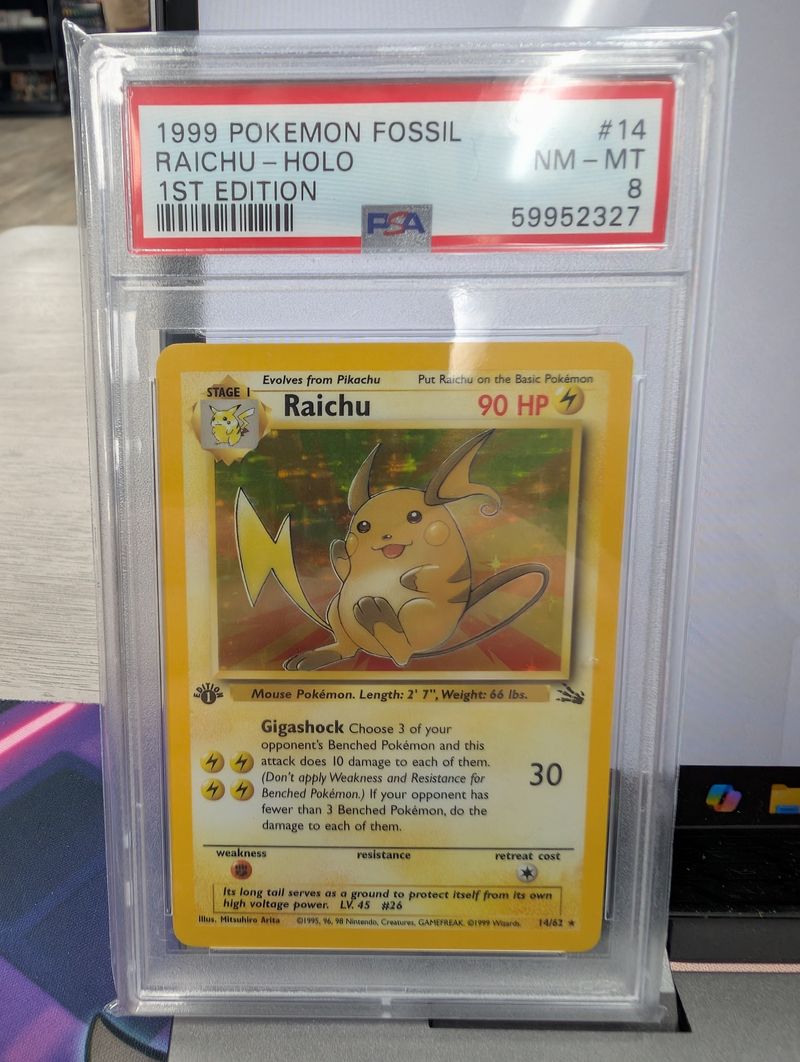 1999 POKEMON FOSSIL #14
RAICHU – HOLO NM – MT
1ST EDITION 8
PSA 59952327
Evolves from Pikachu Put Raichu on the Basic Pokémon
STAGE 1
Raichu 90 HP
EDITION 1
Mouse Pokémon. Length: 2' 7", Weight: 66 lbs.
Gigashock Choose 3 of your
opponent's Benched Pokémon and this
attack does 10 damage to each of them.
(Don't apply Weakness and Resistance for
Benched Pokémon.) If your opponent has
fewer than 3 Benched Pokémon, do the
damage to each of them.
30
weakness resistance retreat cost
Its long tail serves as a ground to protect itself from its own
high voltage power. LV. 45 #26
Illus. Mitsuhiro Arita ©1995, 96, 98 Nintendo, Creatures, GAMEFREAK. ©1999 Wizards. 14/62 ★